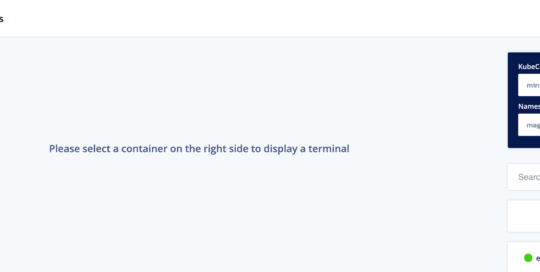 s
Please select a container on the right side to display a terminal
KubeC
min
Names
mag
Searc
e